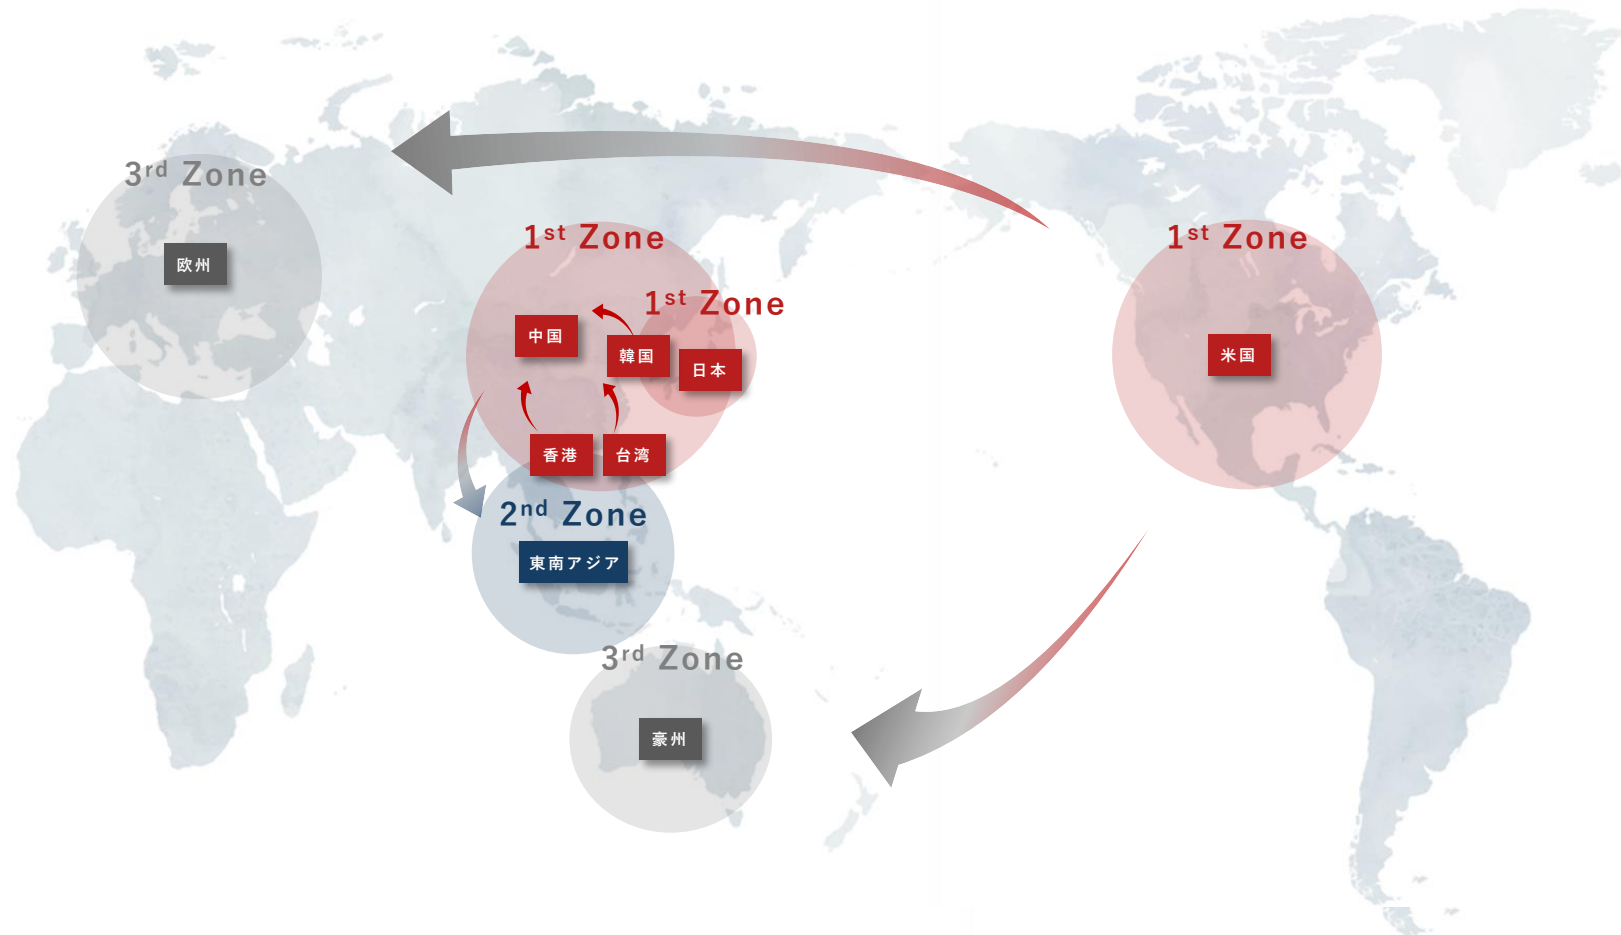 3rd Zone
欧州
1st Zone
1st Zone
中国
韓国
日本
香港
台湾
2nd Zone
東南アジア
3rd Zone
豪州
1st Zone
米国